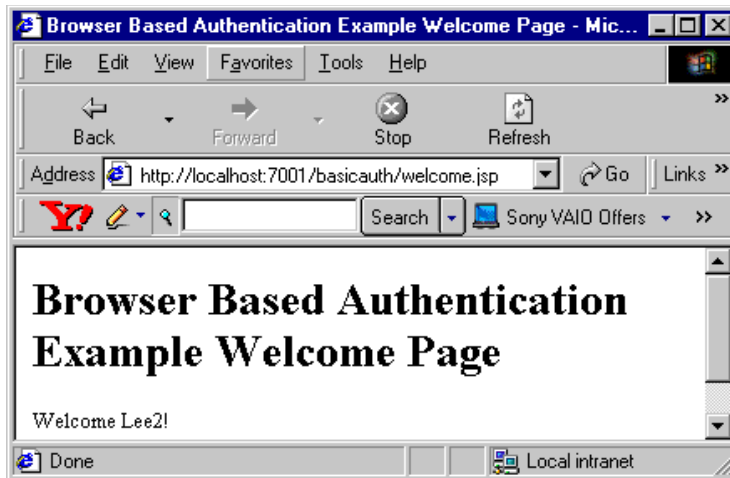 Browser Based Authentication Example Welcome Page - Mic...
File Edit View Favorites Tools Help
Back Forward Stop Refresh »
Address http://localhost:7001/basicauth/welcome.jsp Go Links »
Y! Search Sony VAIO Offers »
Browser Based Authentication
Example Welcome Page
Welcome Lee2!
Done Local intranet